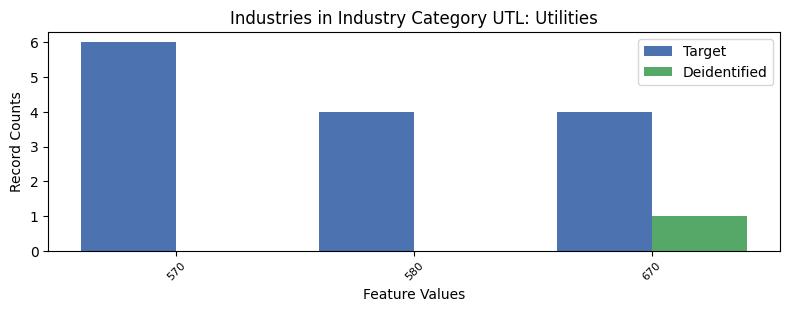 Industries in Industry Category UTL: Utilities
Target
Deidentified
Record Counts
6
5
4
3
2
1
0
570
580
670
Feature Values